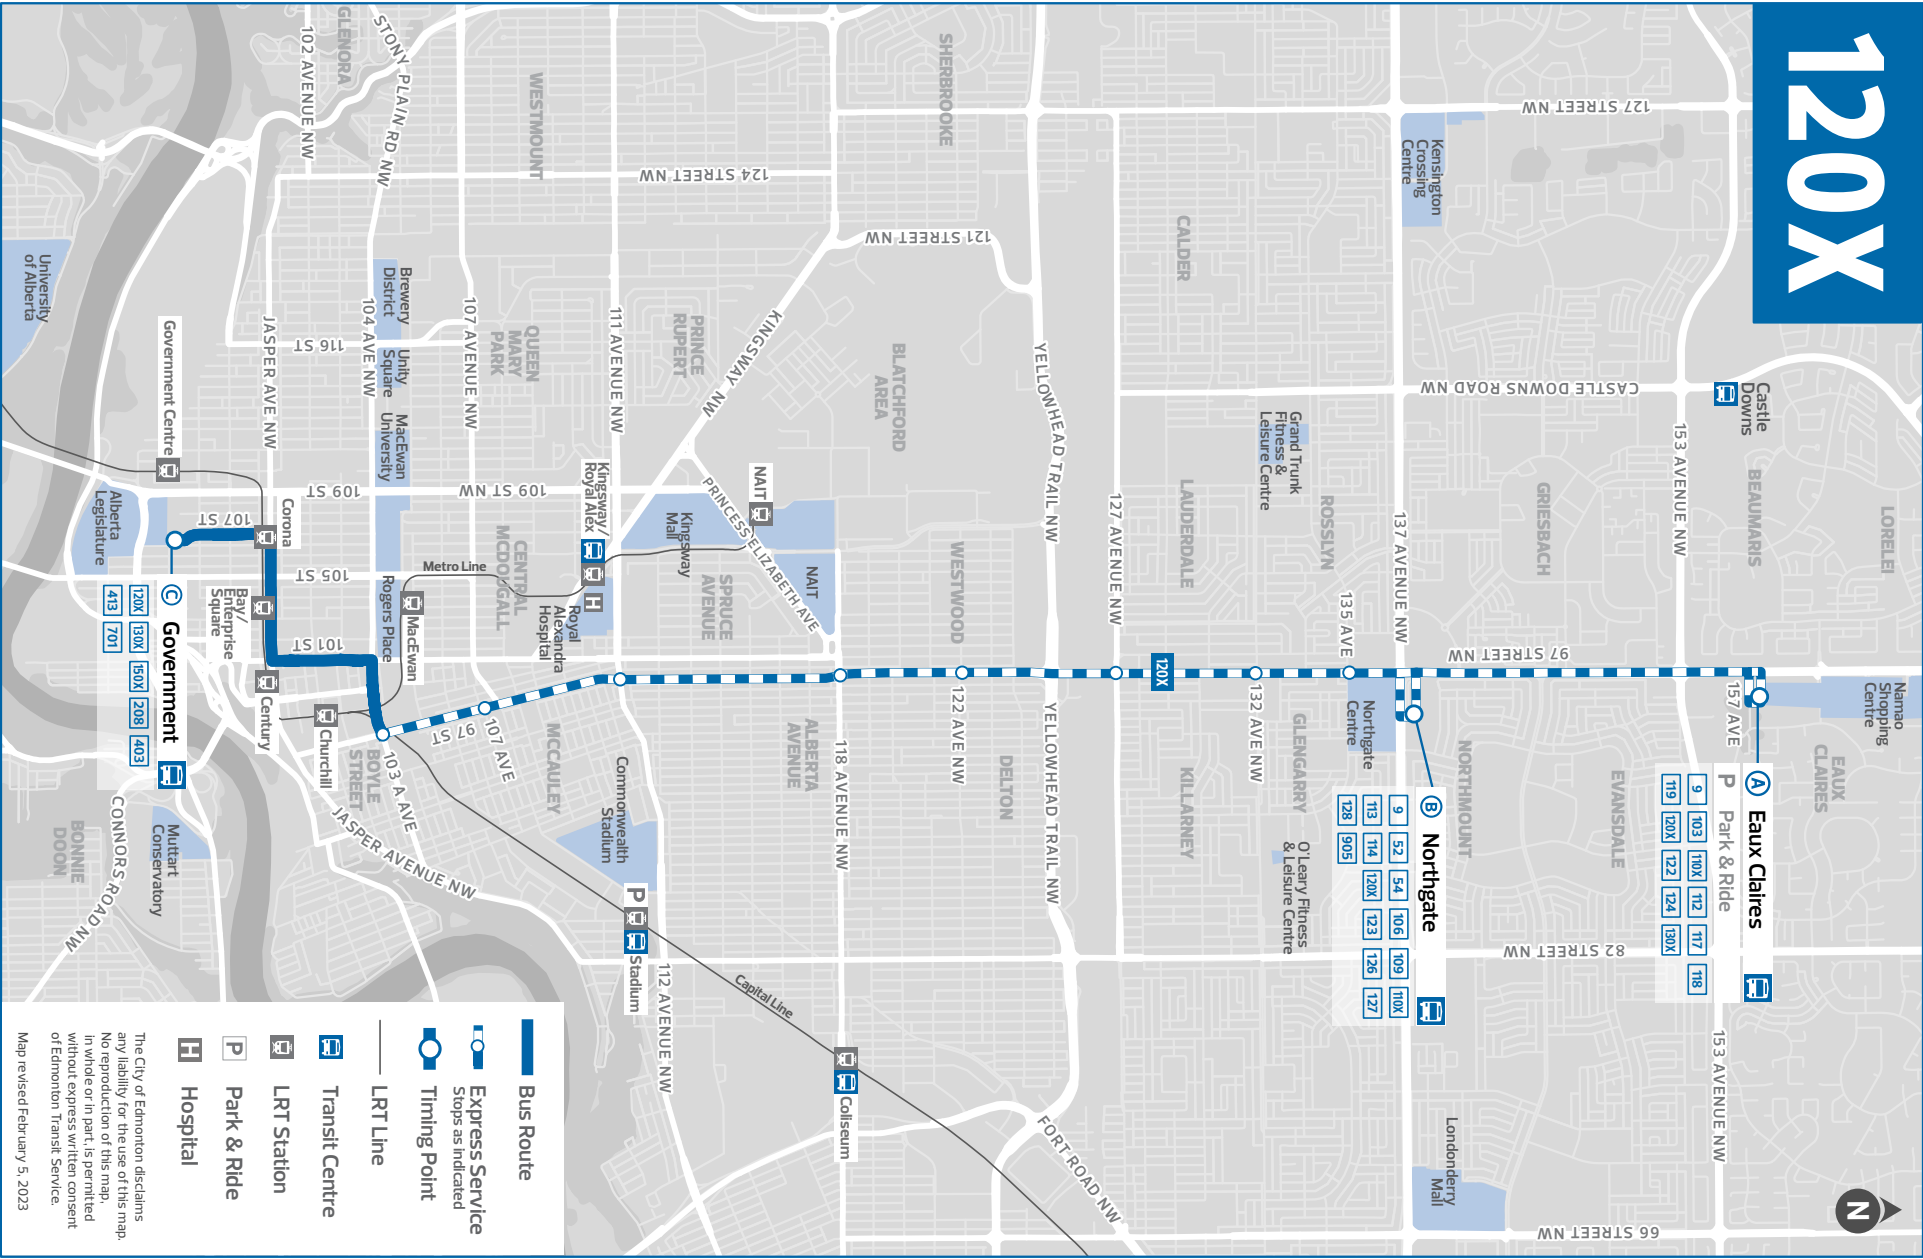 120X
127 STREET NW
Kensington
Crossing
Centre
SHERBROOKE
WESTMOUNT
GLENORA
STONY PLAIN RD NW
102 AVENUE NW
124 STREET NW
121 STREET NW
CALDER
University
of Alberta
Brewery
District
Unity
Square
MacEwan
University
104 AVE NW
107 AVENUE NW
JASPER AVE NW
116 ST
QUEEN
MARY
PARK
111 AVENUE NW
PRINCE
RUPERT
KINGSWAY NW
BLATCHFORD
AREA
YELLOWHEAD TRAIL NW
CASTLE DOWNS ROAD NW
Castle
Downs
153 AVENUE NW
BEAUMARIS
LORELEI
Grand Trunk
Fitness &
Leisure Centre
LAUDERDALE
ROSSLYN
137 AVENUE NW
GRIESBACH
127 AVENUE NW
135 AVE
97 STREET NW
Government Centre
Alberta
Legislature
107 ST
109 ST
109 ST NW
Corona
105 ST
Metro Line
Kingsway/
Royal Alex
Kingsway
Mall
NAIT
PRINCESS ELIZABETH AVE
NAIT
CENTRAL
MCDOUGALL
SPRUCE
AVENUE
WESTWOOD
H
Royal
Alexandra
Hospital
Rogers Place
MacEwan
Bay/
Enterprise
Square
101 ST
Century
Churchill
C Government
120X 130X 150X 208 403
413 701
120X
97 ST
107 AVE
103 A AVE
BOYLE
STREET
MCCAULEY
Commonwealth
Stadium
ALBERTA
AVENUE
118 AVENUE NW
122 AVE NW
DELTON
YELLOWHEAD TRAIL NW
132 AVE NW
KILLARNEY
GLENGARRY
Northgate
Centre
O'Leary Fitness
& Leisure Centre
NORTHMOUNT
EVANSDALE
157 AVE
Namao
Shopping
Centre
EAUX
CLAIRES
A Eaux Claires
P Park & Ride
9 103 110X 112 117 118
119 120X 122 124 130X
B Northgate
9 52 54 106 109 110X
113 114 120X 123 126 127
128 905
82 STREET NW
Muttart
Conservatory
CONNORS ROAD NW
BONNIE
DOON
JASPER AVENUE NW
P
Stadium
112 AVENUE NW
Capital Line
Coliseum
FORT ROAD NW
Londonderry
Mall
153 AVENUE NW
66 STREET NW
N
Bus Route
Express Service
Stops as indicated
Timing Point
LRT Line
Transit Centre
LRT Station
P Park & Ride
H Hospital
The City of Edmonton disclaims
any liability for the use of this map.
No reproduction of this map,
in whole or in part, is permitted
without express written consent
of Edmonton Transit Service.
Map revised February 5, 2023